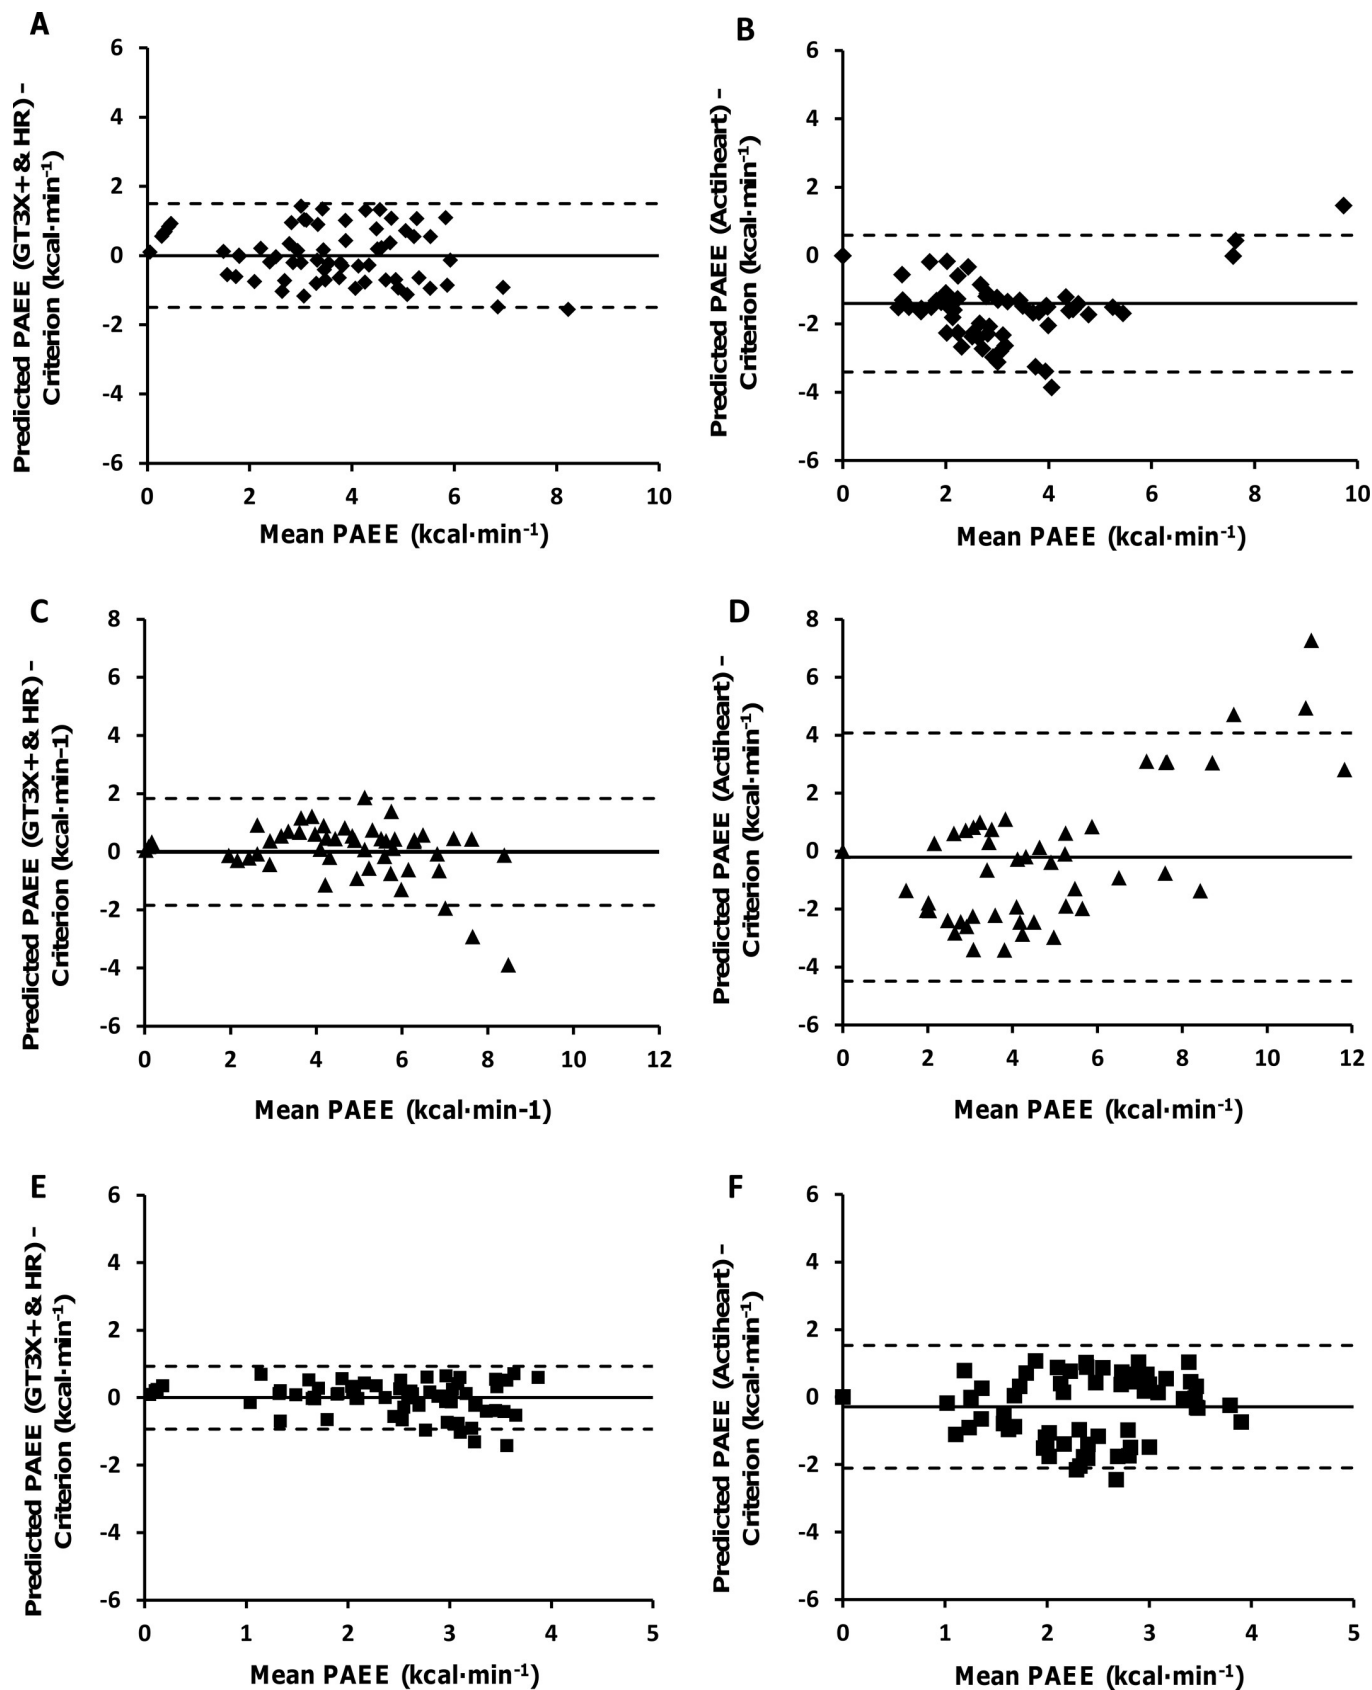 A
Predicted PAEE (GT3X+ & HR) –
Criterion (kcal·min⁻¹)
6
4
2
0
-2
-4
-6
0 2 4 6 8 10
Mean PAEE (kcal·min⁻¹)
B
Predicted PAEE (Actiheart) –
Criterion (kcal·min⁻¹)
6
4
2
0
-2
-4
-6
0 2 4 6 8 10
Mean PAEE (kcal·min⁻¹)
C
Predicted PAEE (GT3X+ & HR) –
Criterion (kcal·min-1)
8
6
4
2
0
-2
-4
-6
0 2 4 6 8 10 12
Mean PAEE (kcal·min-1)
D
Predicted PAEE (Actiheart) –
Criterion (kcal·min⁻¹)
8
6
4
2
0
-2
-4
-6
0 2 4 6 8 10 12
Mean PAEE (kcal·min⁻¹)
E
Predicted PAEE (GT3X+ & HR) –
Criterion (kcal·min⁻¹)
6
4
2
0
-2
-4
-6
0 1 2 3 4 5
Mean PAEE (kcal·min⁻¹)
F
Predicted PAEE (Actiheart) –
Criterion (kcal·min⁻¹)
6
4
2
0
-2
-4
-6
0 1 2 3 4 5
Mean PAEE (kcal·min⁻¹)